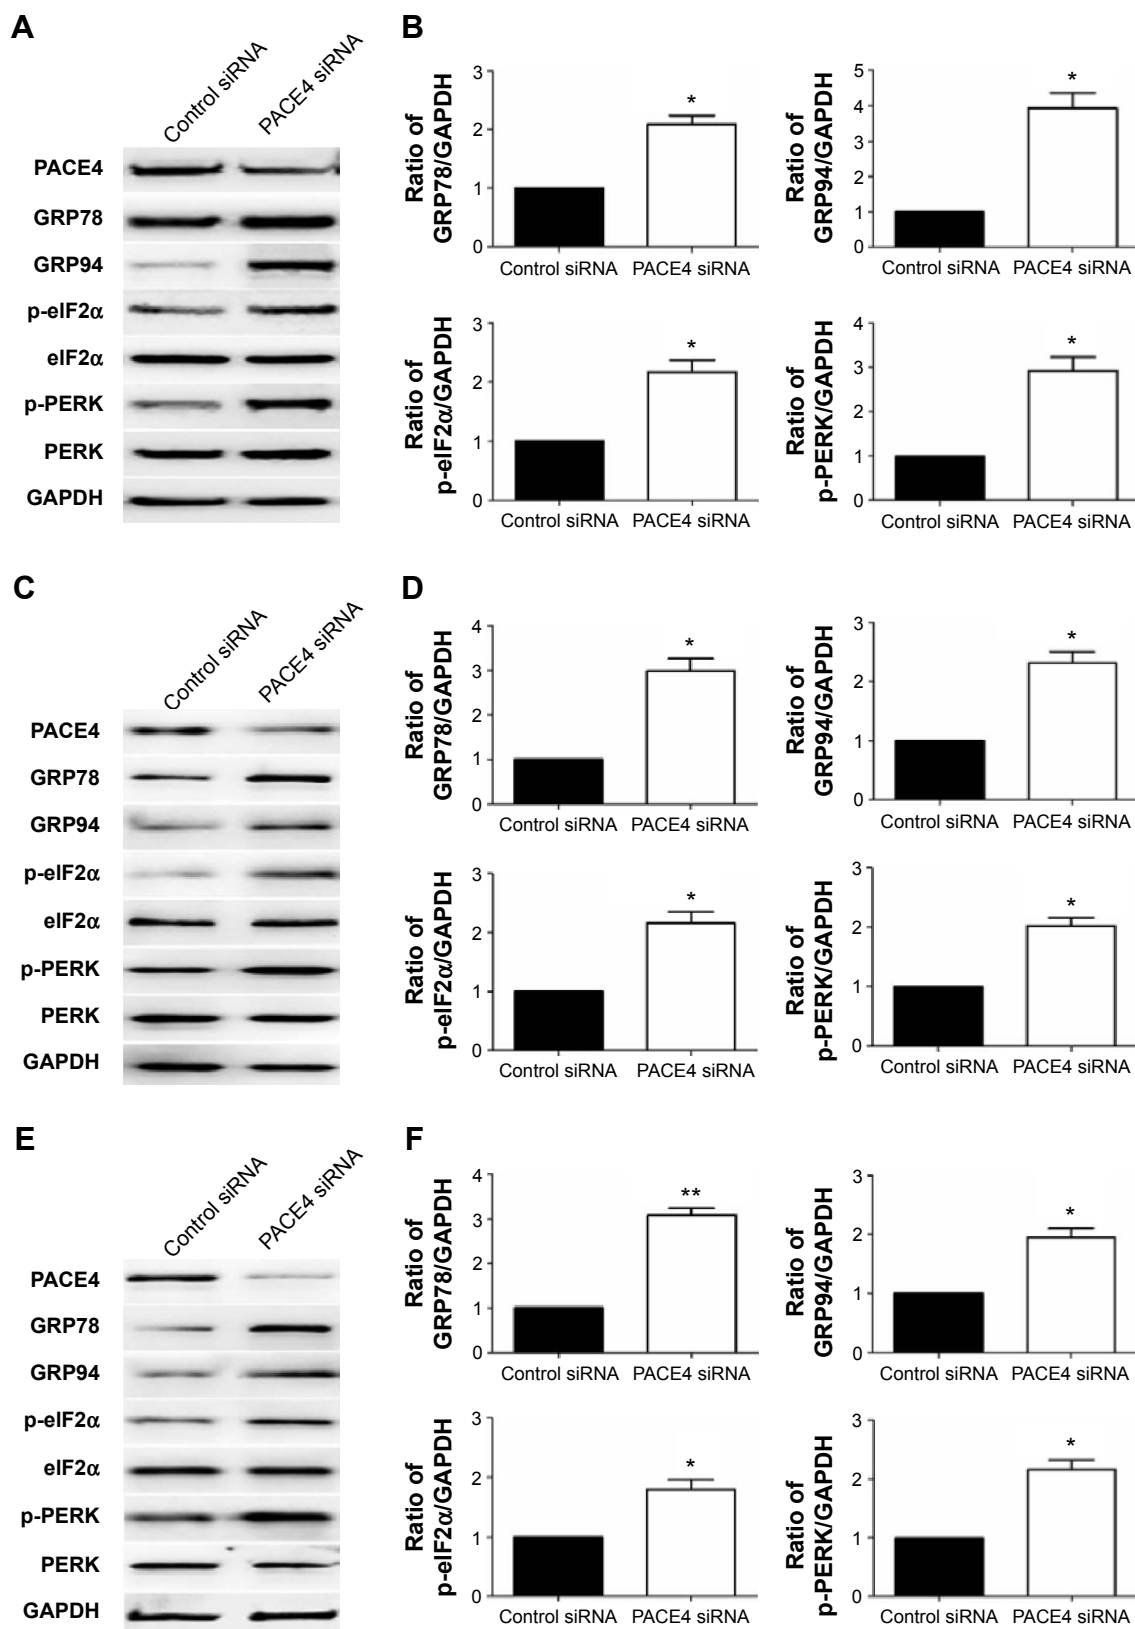 A
Control siRNA
PACE4 siRNA
PACE4
GRP78
GRP94
p-eIF2α
eIF2α
p-PERK
PERK
GAPDH
B
Ratio of
GRP78/GAPDH
3
2
1
0
*
Control siRNA
PACE4 siRNA
Ratio of
GRP94/GAPDH
5
4
3
2
1
0
*
Control siRNA
PACE4 siRNA
Ratio of
p-eIF2α/GAPDH
3
2
1
0
*
Control siRNA
PACE4 siRNA
Ratio of
p-PERK/GAPDH
4
3
2
1
0
*
Control siRNA
PACE4 siRNA
C
Control siRNA
PACE4 siRNA
PACE4
GRP78
GRP94
p-eIF2α
eIF2α
p-PERK
PERK
GAPDH
D
Ratio of
GRP78/GAPDH
4
3
2
1
0
*
Control siRNA
PACE4 siRNA
Ratio of
GRP94/GAPDH
3
2
1
0
*
Control siRNA
PACE4 siRNA
Ratio of
p-eIF2α/GAPDH
3
2
1
0
*
Control siRNA
PACE4 siRNA
Ratio of
p-PERK/GAPDH
3
2
1
0
*
Control siRNA
PACE4 siRNA
E
Control siRNA
PACE4 siRNA
PACE4
GRP78
GRP94
p-eIF2α
eIF2α
p-PERK
PERK
GAPDH
F
Ratio of
GRP78/GAPDH
4
3
2
1
0
**
Control siRNA
PACE4 siRNA
Ratio of
GRP94/GAPDH
3
2
1
0
*
Control siRNA
PACE4 siRNA
Ratio of
p-eIF2α/GAPDH
3
2
1
0
*
Control siRNA
PACE4 siRNA
Ratio of
p-PERK/GAPDH
3
2
1
0
*
Control siRNA
PACE4 siRNA